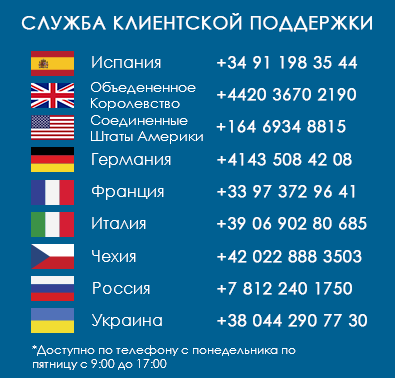 СЛУЖБА КЛИЕНТСКОЙ ПОДДЕРЖКИ
Испания +34 91 198 35 44
Объедененное
Королевство +4420 3670 2190
Соединенные
Штаты Америки +164 6934 8815
Германия +4143 508 42 08
Франция +33 97 372 96 41
Италия +39 06 902 80 685
Чехия +42 022 888 3503
Россия +7 812 240 1750
Украина +38 044 290 77 30
*Доступно по телефону с понедельника по
пятницу с 9:00 до 17:00